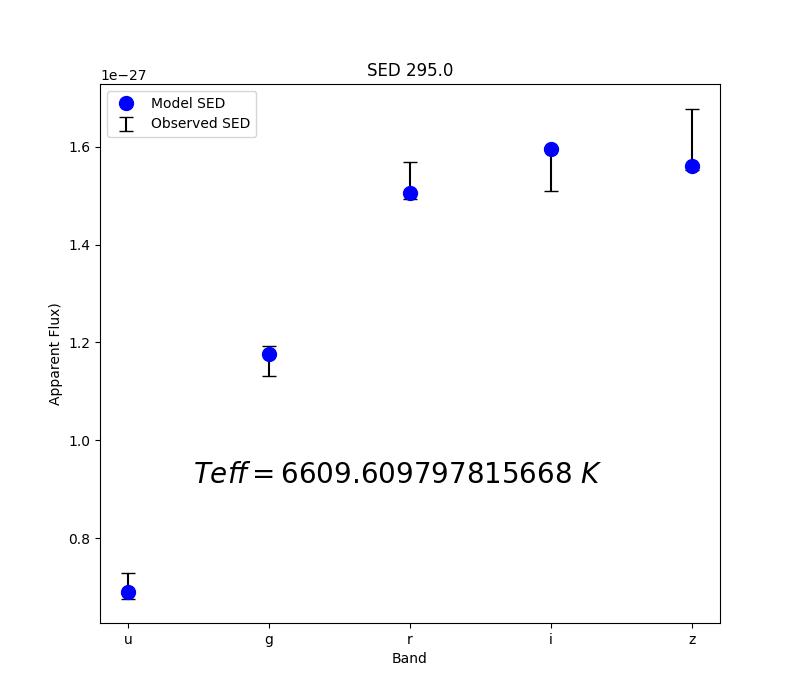 SED 295.0
1e−27
Model SED
Observed SED
1.6
1.4
1.2
1.0
0.8
Apparent Flux)
Teff = 6609.609797815668 K
u g r i z
Band